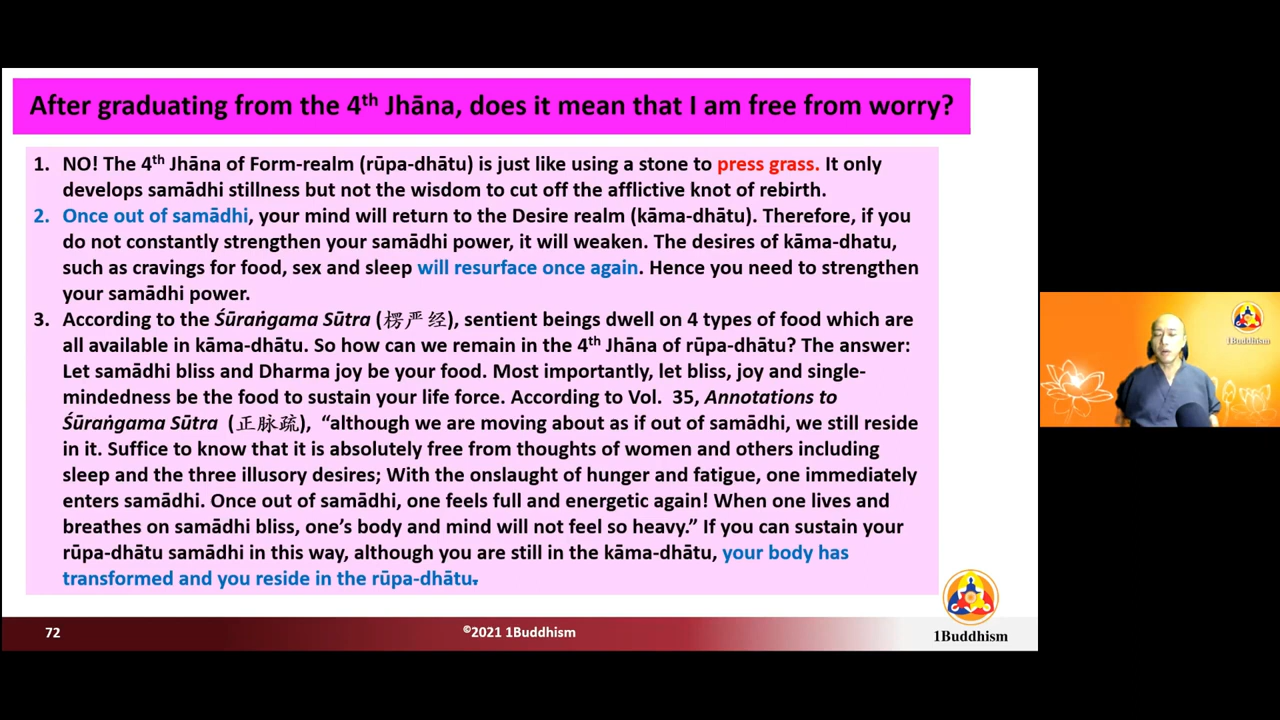 After graduating from the 4th Jhāna, does it mean that I am free from worry?
1. NO! The 4th Jhāna of Form-realm (rūpa-dhātu) is just like using a stone to press grass. It only
develops samādhi stillness but not the wisdom to cut off the afflictive knot of rebirth.
2. Once out of samādhi, your mind will return to the Desire realm (kāma-dhātu). Therefore, if you
do not constantly strengthen your samādhi power, it will weaken. The desires of kāma-dhatu,
such as cravings for food, sex and sleep will resurface once again. Hence you need to strengthen
your samādhi power.
3. According to the Śūraṅgama Sūtra (楞严经), sentient beings dwell on 4 types of food which are
all available in kāma-dhātu. So how can we remain in the 4th Jhāna of rūpa-dhātu? The answer:
Let samādhi bliss and Dharma joy be your food. Most importantly, let bliss, joy and single-
mindedness be the food to sustain your life force. According to Vol. 35, Annotations to
Śūraṅgama Sūtra (正脉疏), “although we are moving about as if out of samādhi, we still reside
in it. Suffice to know that it is absolutely free from thoughts of women and others including
sleep and the three illusory desires; With the onslaught of hunger and fatigue, one immediately
enters samādhi. Once out of samādhi, one feels full and energetic again! When one lives and
breathes on samādhi bliss, one’s body and mind will not feel so heavy.” If you can sustain your
rūpa-dhātu samādhi in this way, although you are still in the kāma-dhātu, your body has
transformed and you reside in the rūpa-dhātu.
72
©2021 1Buddhism
1Buddhism
1Buddhism